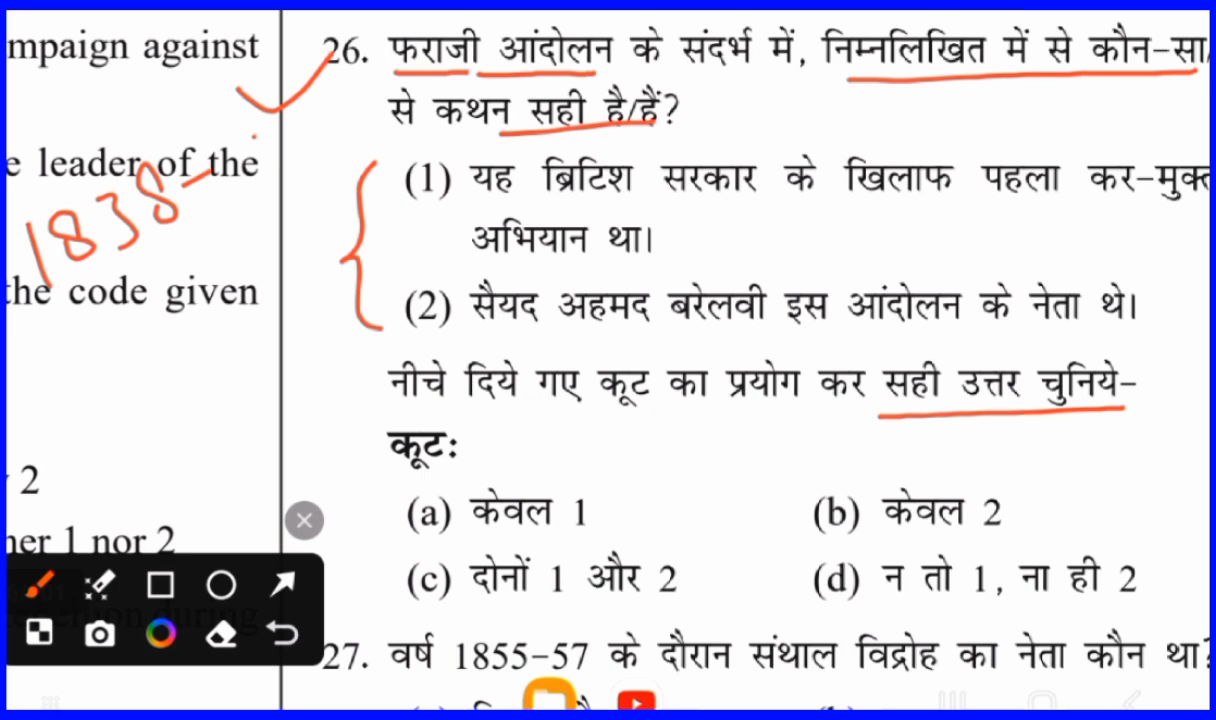 mpaign against
e leader of the
1838-
the code given
2
her 1 nor 2
during
26. फराजी आंदोलन के संदर्भ में, निम्नलिखित में से कौन-सा/
से कथन सही है/हैं?
(1) यह ब्रिटिश सरकार के खिलाफ पहला कर-मुक्त
अभियान था।
(2) सैयद अहमद बरेलवी इस आंदोलन के नेता थे।
नीचे दिये गए कूट का प्रयोग कर सही उत्तर चुनिये-
कूटः
(a) केवल 1 (b) केवल 2
(c) दोनों 1 और 2 (d) न तो 1, ना ही 2
27. वर्ष 1855-57 के दौरान संथाल विद्रोह का नेता कौन था?